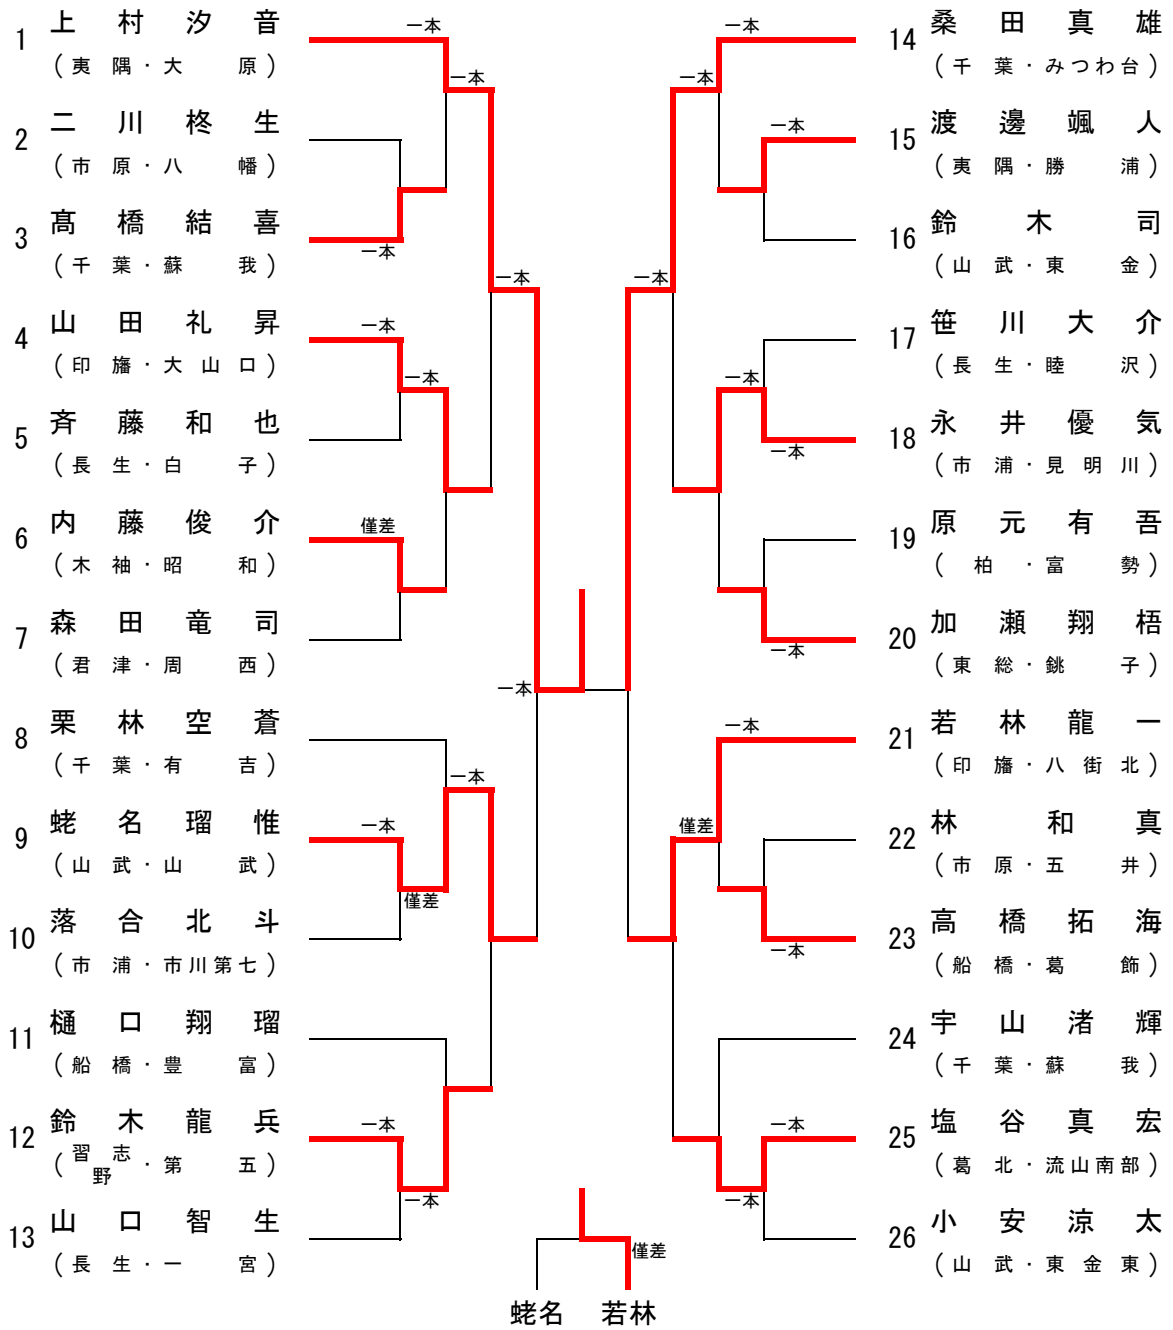 1 上村汐音
（夷隅・大原）
一本
一本
2 二川柊生
（市原・八幡）
3 髙橋結喜
（千葉・蘇我）
一本
一本
4 山田礼昇
（印旛・大山口）
一本
一本
5 斉藤和也
（長生・白子）
6 内藤俊介
（木袖・昭和）
僅差
7 森田竜司
（君津・周西）
一本
8 栗林空蒼
（千葉・有吉）
一本
9 蛯名瑠惟
（山武・山武）
一本
僅差
10 落合北斗
（市浦・市川第七）
11 樋口翔瑠
（船橋・豊富）
12 鈴木龍兵
（習志野・第五）
一本
一本
13 山口智生
（長生・一宮）
14 桑田真雄
（千葉・みつわ台）
一本
一本
15 渡邊颯人
（夷隅・勝浦）
一本
16 鈴木司
（山武・東金）
一本
17 笹川大介
（長生・睦沢）
一本
18 永井優気
（市浦・見明川）
一本
19 原元有吾
（柏・富勢）
20 加瀬翔梧
（東総・銚子）
一本
21 若林龍一
（印旛・八街北）
一本
僅差
22 林和真
（市原・五井）
23 高橋拓海
（船橋・葛飾）
一本
24 宇山渚輝
（千葉・蘇我）
25 塩谷真宏
（葛北・流山南部）
一本
一本
26 小安涼太
（山武・東金東）
僅差
蛯名 若林